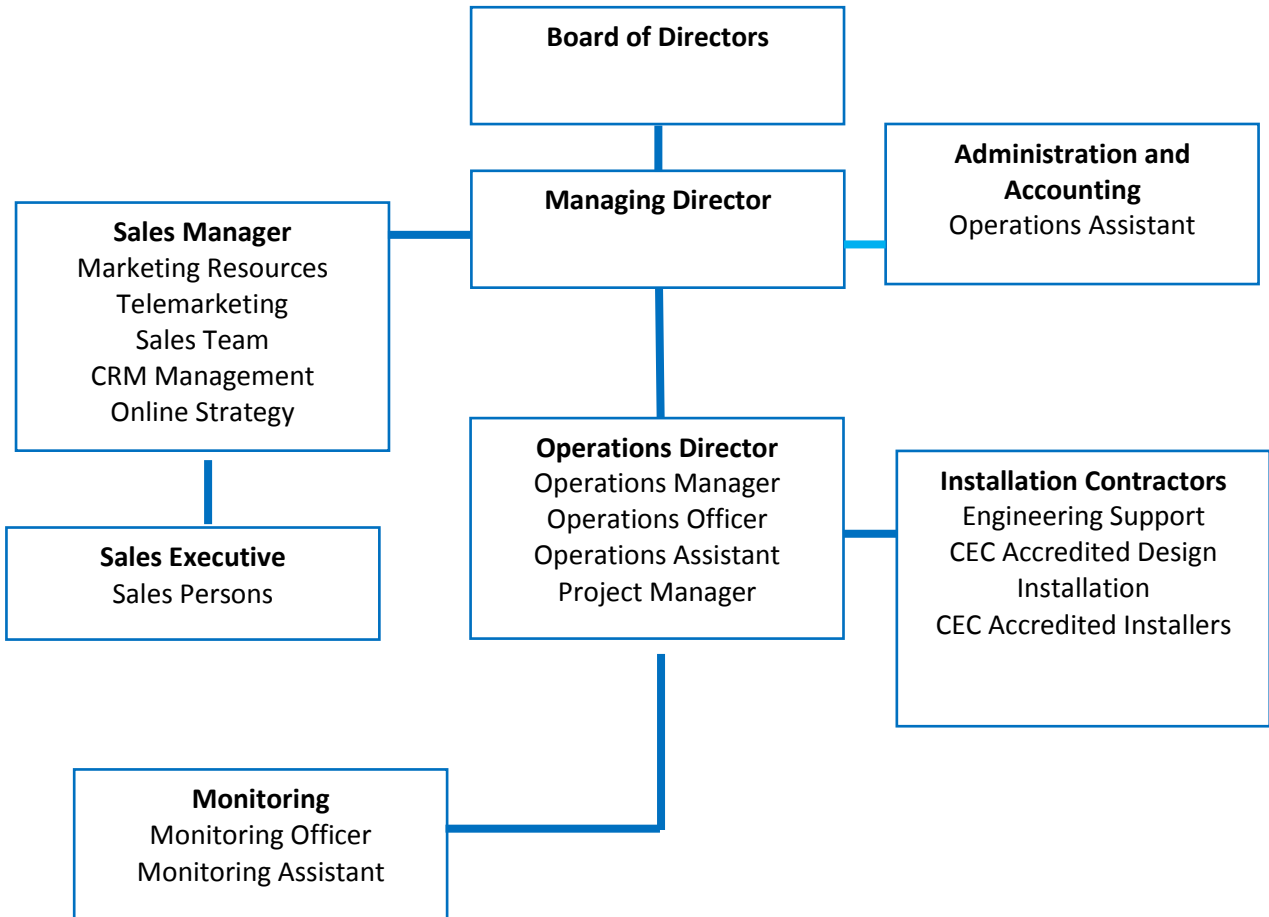 Board of Directors
Managing Director
Administration and
Accounting
Operations Assistant
Sales Manager
Marketing Resources
Telemarketing
Sales Team
CRM Management
Online Strategy
Sales Executive
Sales Persons
Operations Director
Operations Manager
Operations Officer
Operations Assistant
Project Manager
Installation Contractors
Engineering Support
CEC Accredited Design
Installation
CEC Accredited Installers
Monitoring
Monitoring Officer
Monitoring Assistant